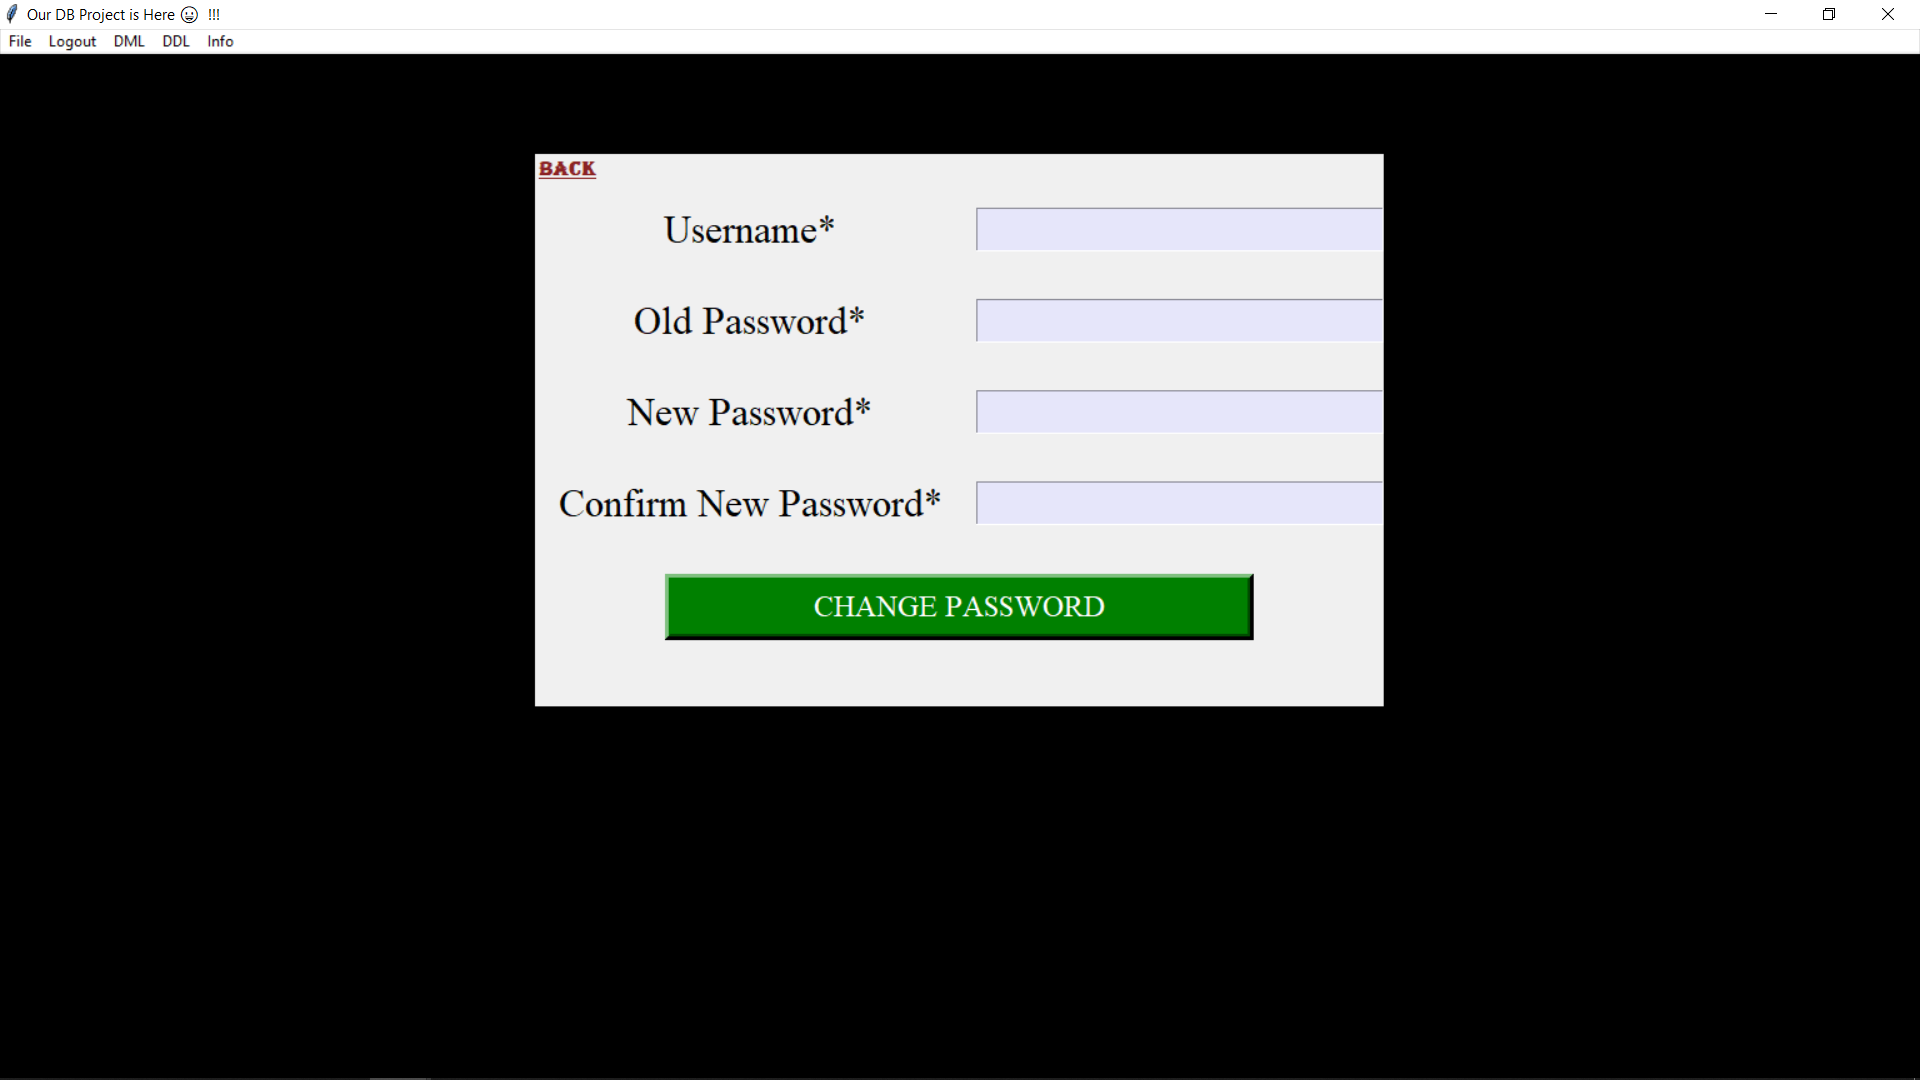 Our DB Project is Here 😀 !!!
File Logout DML DDL Info
BACK
Username*
Old Password*
New Password*
Confirm New Password*
CHANGE PASSWORD